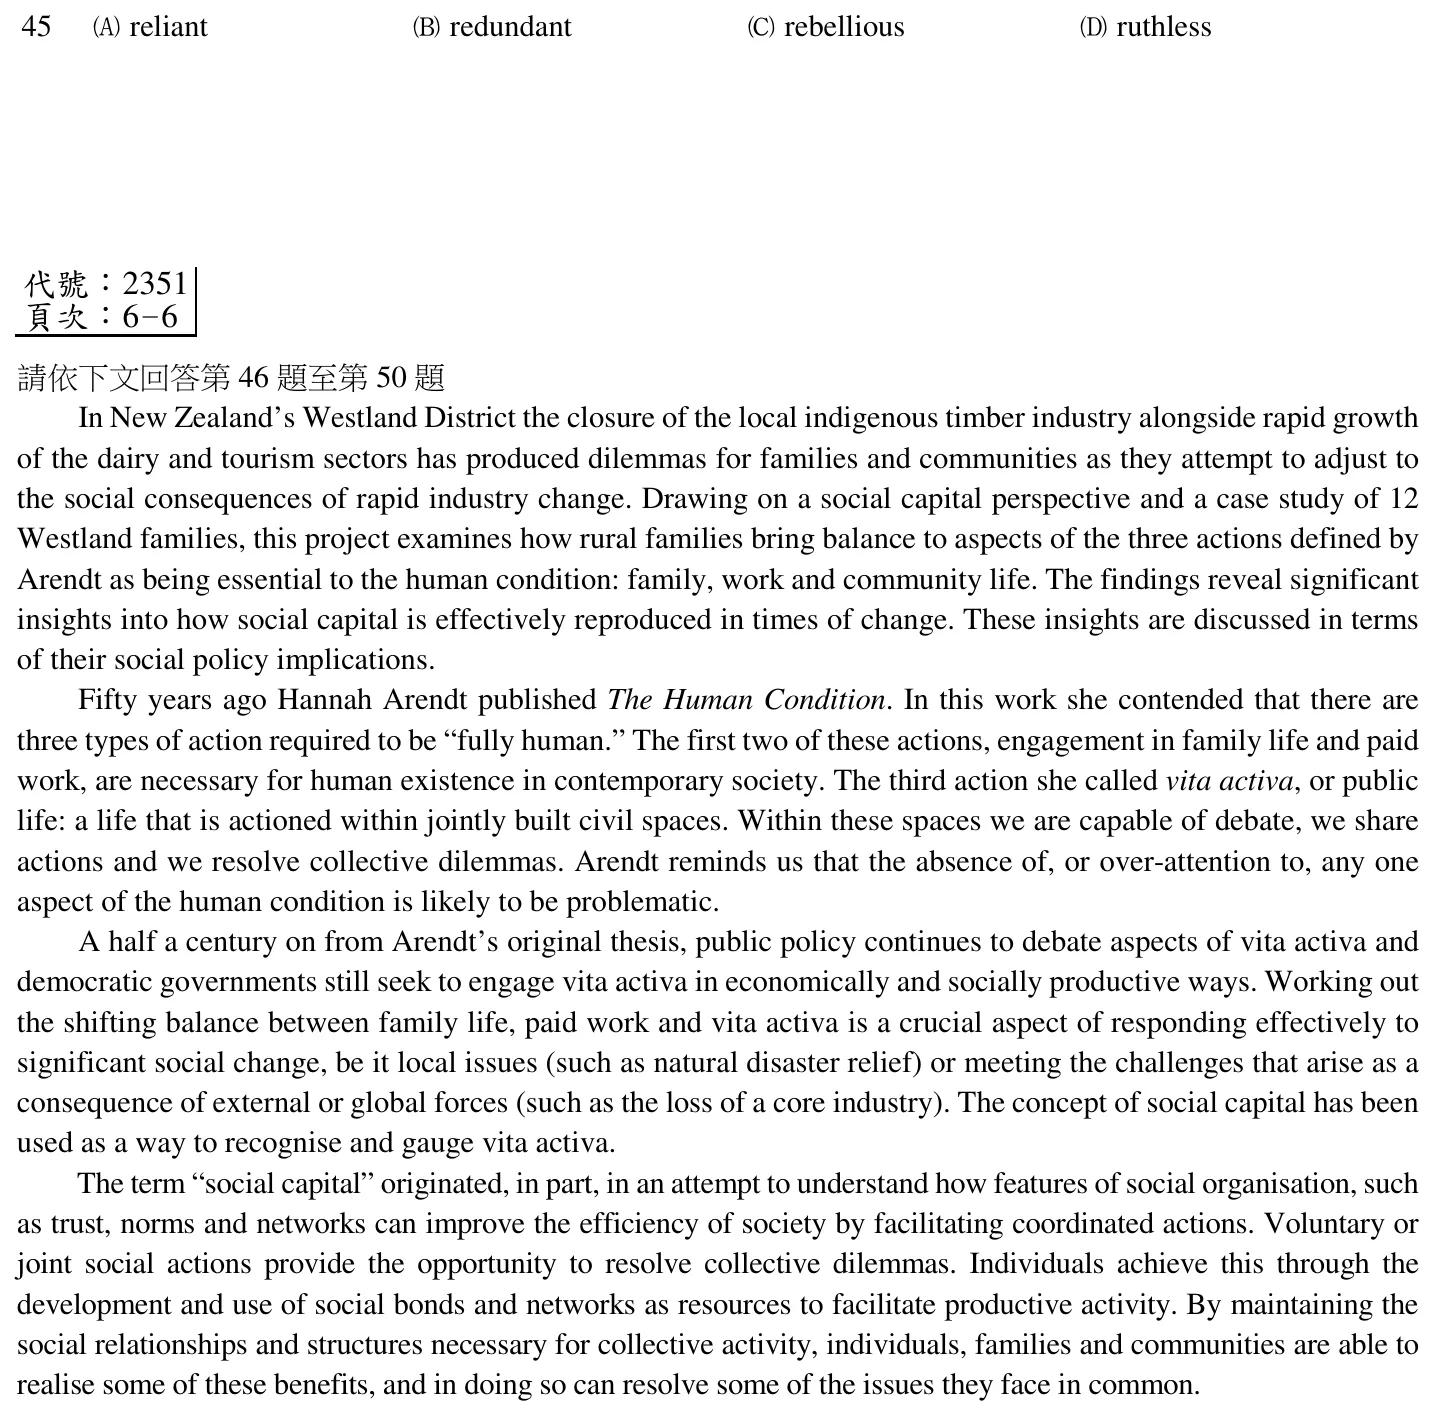 45 (A) reliant (B) redundant (C) rebellious (D) ruthless
代號：2351
頁次：6-6
請依下文回答第 46 題至第 50 題
In New Zealand’s Westland District the closure of the local indigenous timber industry alongside rapid growth
of the dairy and tourism sectors has produced dilemmas for families and communities as they attempt to adjust to
the social consequences of rapid industry change. Drawing on a social capital perspective and a case study of 12
Westland families, this project examines how rural families bring balance to aspects of the three actions defined by
Arendt as being essential to the human condition: family, work and community life. The findings reveal significant
insights into how social capital is effectively reproduced in times of change. These insights are discussed in terms
of their social policy implications.
Fifty years ago Hannah Arendt published The Human Condition. In this work she contended that there are
three types of action required to be “fully human.” The first two of these actions, engagement in family life and paid
work, are necessary for human existence in contemporary society. The third action she called vita activa, or public
life: a life that is actioned within jointly built civil spaces. Within these spaces we are capable of debate, we share
actions and we resolve collective dilemmas. Arendt reminds us that the absence of, or over-attention to, any one
aspect of the human condition is likely to be problematic.
A half a century on from Arendt’s original thesis, public policy continues to debate aspects of vita activa and
democratic governments still seek to engage vita activa in economically and socially productive ways. Working out
the shifting balance between family life, paid work and vita activa is a crucial aspect of responding effectively to
significant social change, be it local issues (such as natural disaster relief) or meeting the challenges that arise as a
consequence of external or global forces (such as the loss of a core industry). The concept of social capital has been
used as a way to recognise and gauge vita activa.
The term “social capital” originated, in part, in an attempt to understand how features of social organisation, such
as trust, norms and networks can improve the efficiency of society by facilitating coordinated actions. Voluntary or
joint social actions provide the opportunity to resolve collective dilemmas. Individuals achieve this through the
development and use of social bonds and networks as resources to facilitate productive activity. By maintaining the
social relationships and structures necessary for collective activity, individuals, families and communities are able to
realise some of these benefits, and in doing so can resolve some of the issues they face in common.